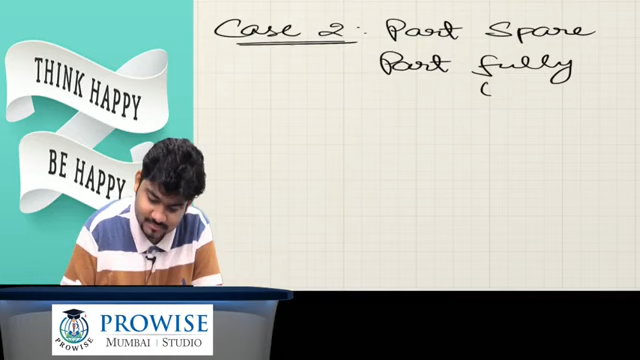 Case 2: Part Spare
Part fully
(
THINK HAPPY
BE HAPPY
PROWISE
PROWISE
MUMBAI | STUDIO